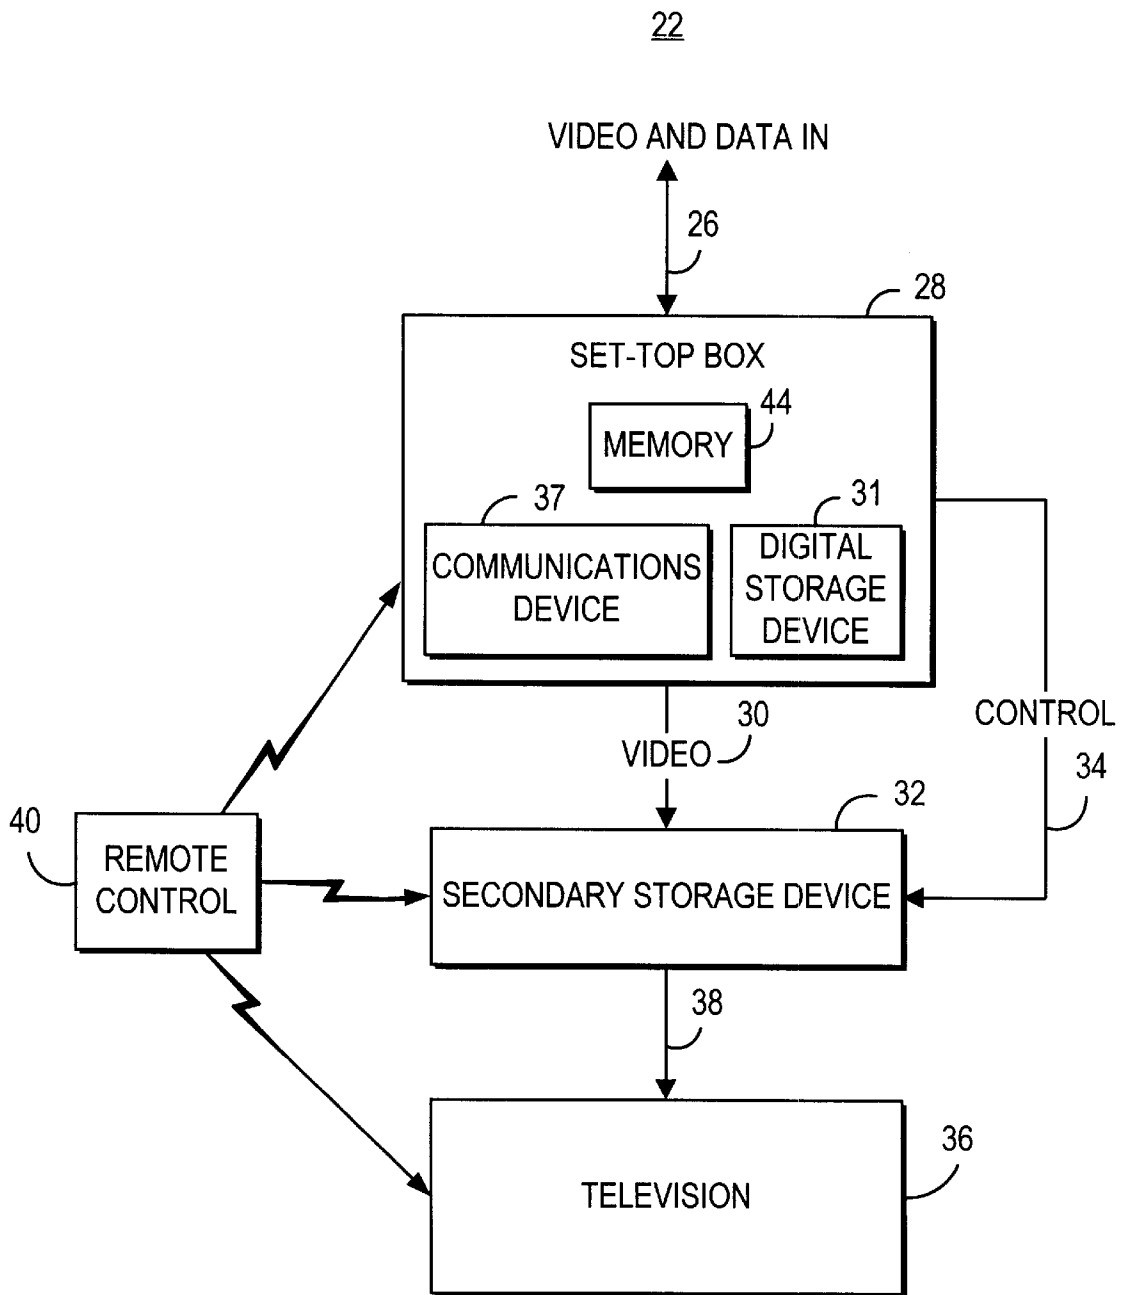 22
VIDEO AND DATA IN
26
28
SET-TOP BOX
44
MEMORY
37
31
COMMUNICATIONS
DEVICE
DIGITAL
STORAGE
DEVICE
VIDEO
30
CONTROL
34
32
40
REMOTE
CONTROL
SECONDARY STORAGE DEVICE
38
36
TELEVISION